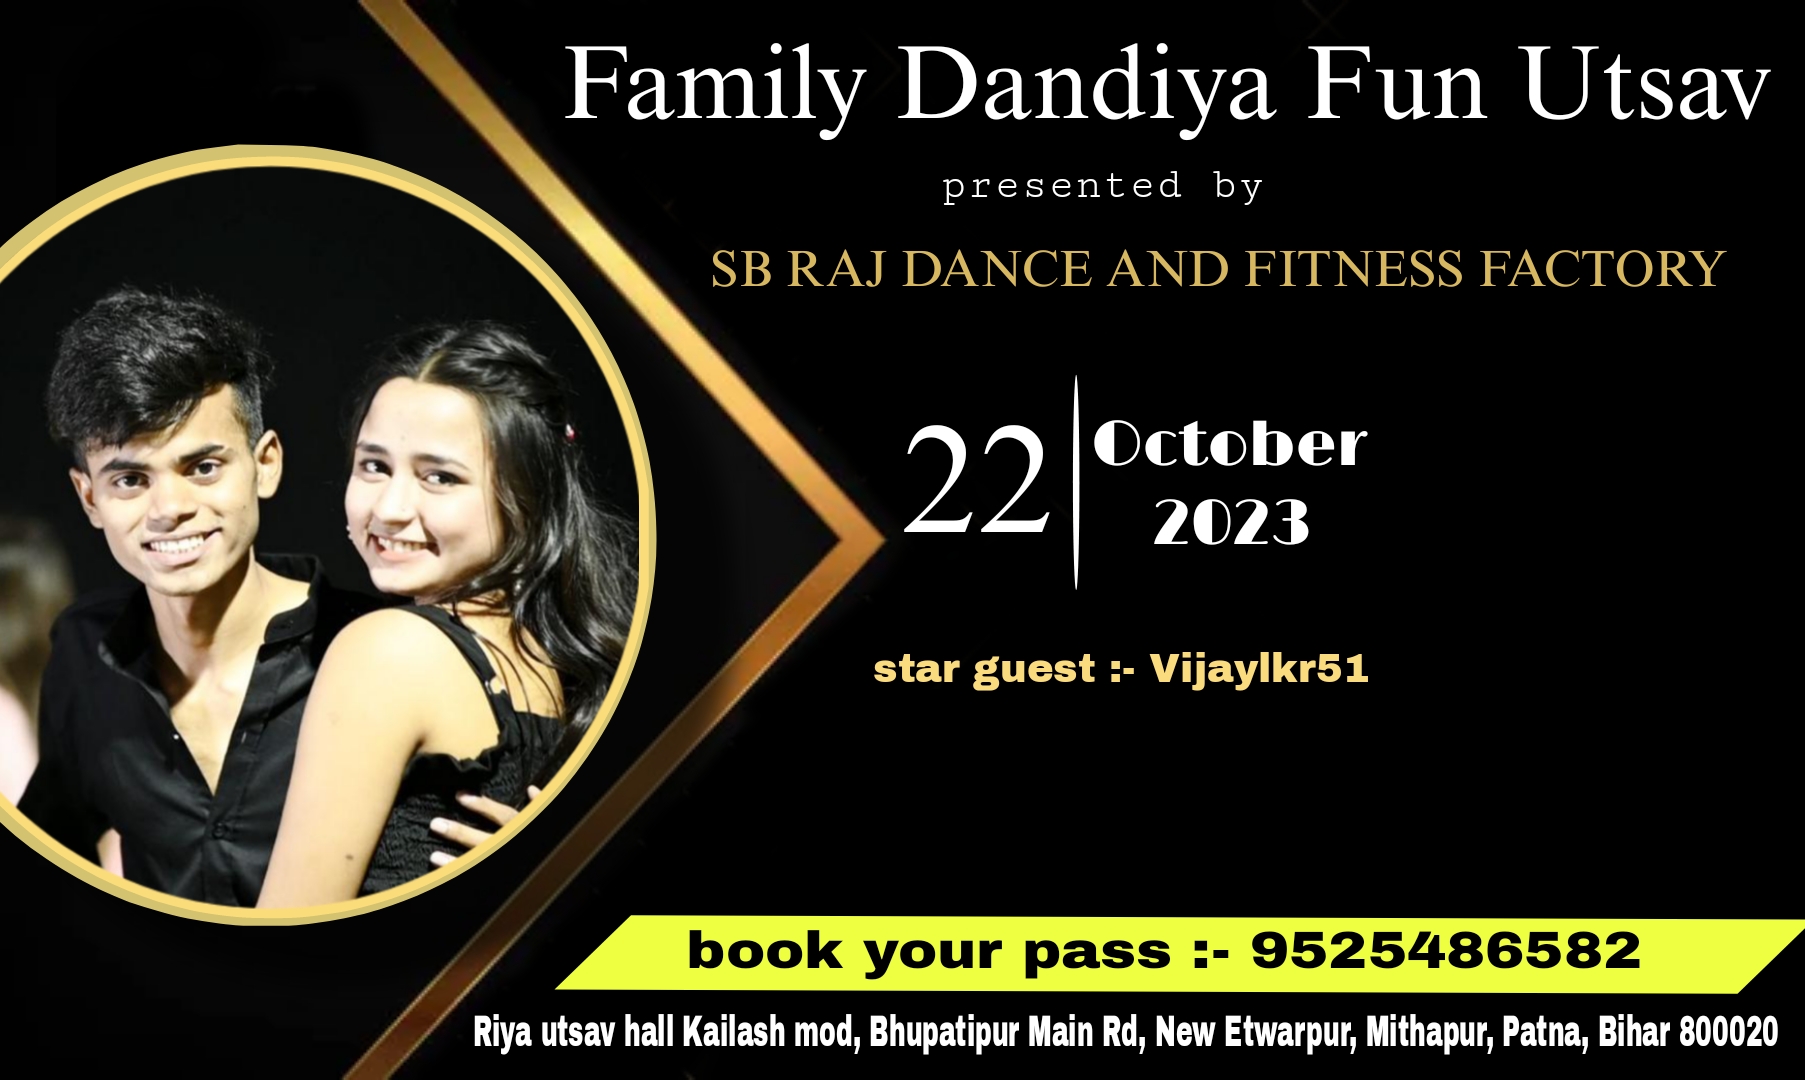 Family Dandiya Fun Utsav
presented by
SB RAJ DANCE AND FITNESS FACTORY
22
October
2023
star guest :- Vijaylkr51
book your pass :- 9525486582
Riya utsav hall Kailash mod, Bhupatipur Main Rd, New Etwarpur, Mithapur, Patna, Bihar 800020